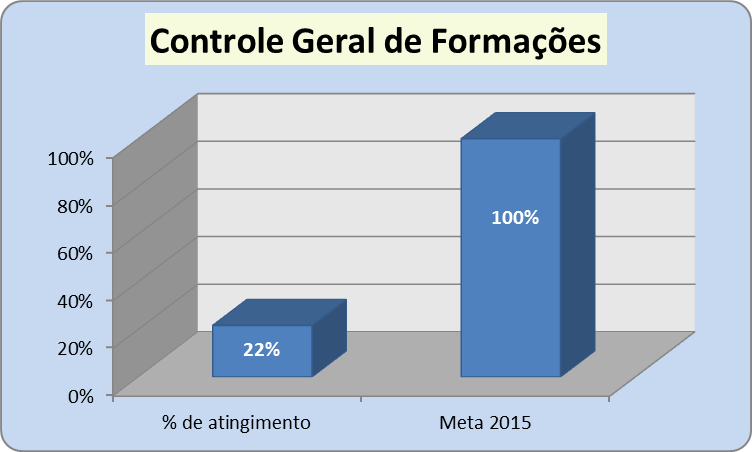 Controle Geral de Formações
100%
80%
60%
40%
20%
0%
22%
100%
% de atingimento
Meta 2015